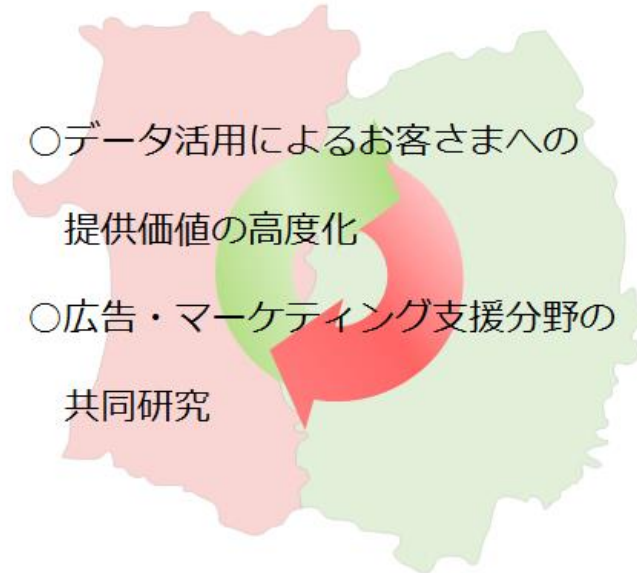 ○データ活用によるお客さまへの
提供価値の高度化
○広告・マーケティング支援分野の
共同研究